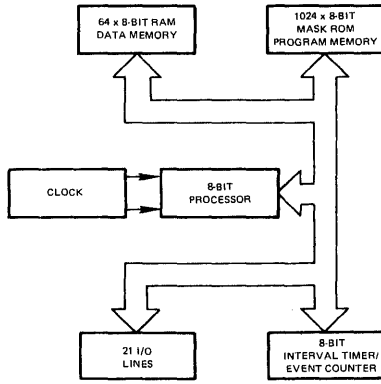 64 x 8-BIT RAM
DATA MEMORY
1024 x 8-BIT
MASK ROM
PROGRAM MEMORY
CLOCK
8-BIT
PROCESSOR
21 I/O
LINES
8-BIT
INTERVAL TIMER/
EVENT COUNTER